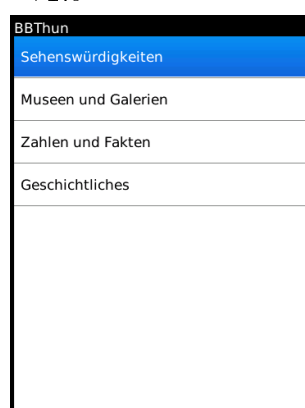 BBThun
Sehenswürdigkeiten
Museen und Galerien
Zahlen und Fakten
Geschichtliches